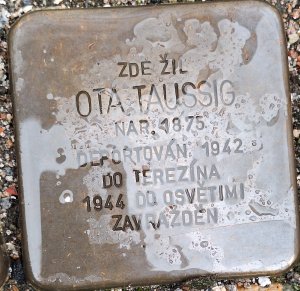 ZDE ŽIL
OTA TAUSSIG
NAR. 1875
DEPORTOVÁN 1942
DO TEREZÍNA
1944 DO OSVĚTIMI
ZAVRAŽDĚN